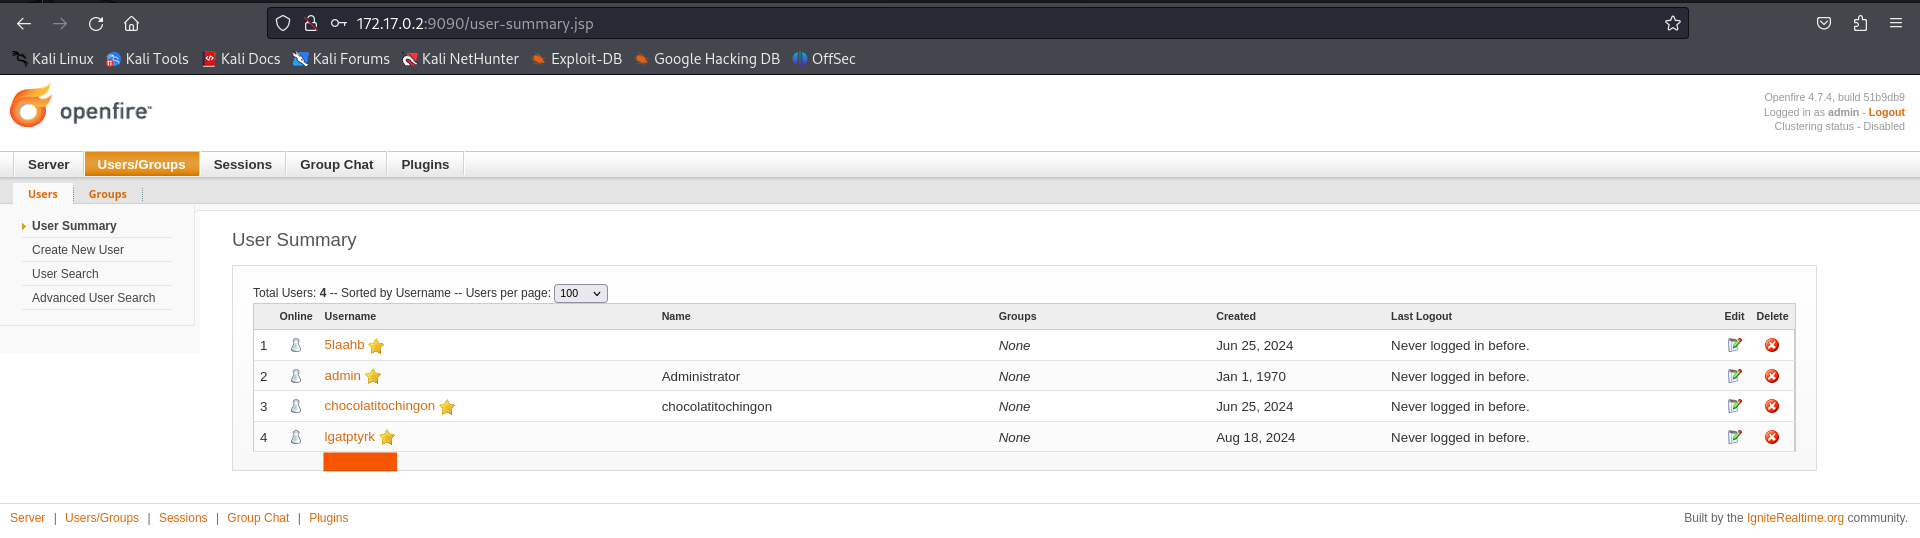 172.17.0.2:9090/user-summary.jsp
Kali Linux Kali Tools Kali Docs Kali Forums Kali NetHunter Exploit-DB Google Hacking DB OffSec
openfire™
Openfire 4.7.4, build 51b9db9
Logged in as admin - Logout
Clustering status - Disabled
Server Users/Groups Sessions Group Chat Plugins
Users Groups
User Summary
Create New User
User Search
Advanced User Search
User Summary
Total Users: 4 -- Sorted by Username -- Users per page: 100
Online Username Name Groups Created Last Logout Edit Delete
1 5laahb None Jun 25, 2024 Never logged in before.
2 admin Administrator None Jan 1, 1970 Never logged in before.
3 chocolatitochingon chocolatitochingon None Jun 25, 2024 Never logged in before.
4 lgatptyrk None Aug 18, 2024 Never logged in before.
Server | Users/Groups | Sessions | Group Chat | Plugins
Built by the IgniteRealtime.org community.